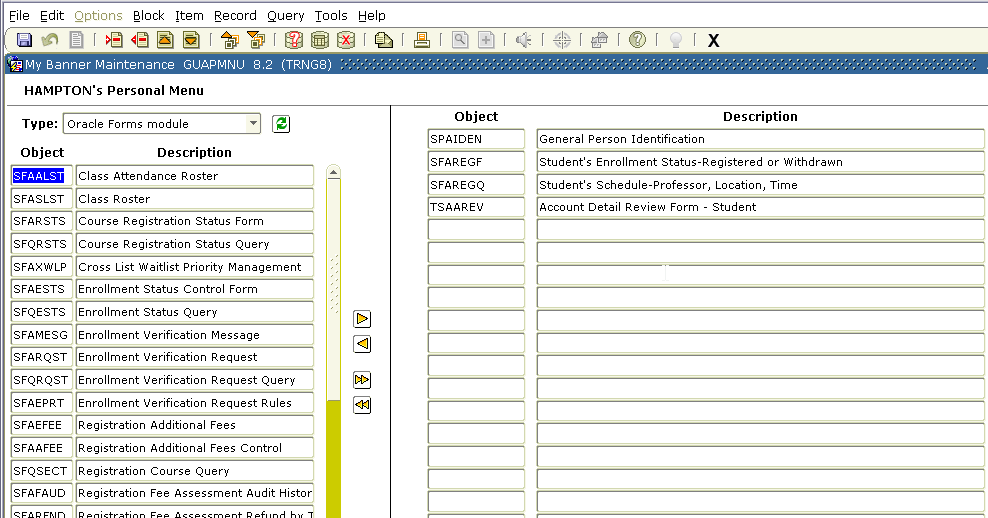 File Edit Options Block Item Record Query Tools Help
X
My Banner Maintenance GUAPMNU 8.2 (TRNG8)
HAMPTON's Personal Menu
Type: Oracle Forms module
Object Description
SFAALST Class Attendance Roster
SFASLST Class Roster
SFARSTS Course Registration Status Form
SFQRSTS Course Registration Status Query
SFAXWLP Cross List Waitlist Priority Management
SFAESTS Enrollment Status Control Form
SFQESTS Enrollment Status Query
SFAMESG Enrollment Verification Message
SFARQST Enrollment Verification Request
SFQRQST Enrollment Verification Request Query
SFAEPRT Enrollment Verification Request Rules
SFAEFEE Registration Additional Fees
SFAAFEE Registration Additional Fees Control
SFQSECT Registration Course Query
SFAFAUD Registration Fee Assessment Audit Histor
SFARFND Registration Fee Assessment Refund by T
Object Description
SPAIDEN General Person Identification
SFAREGF Student's Enrollment Status-Registered or Withdrawn
SFAREGQ Student's Schedule-Professor, Location, Time
TSAAREV Account Detail Review Form - Student